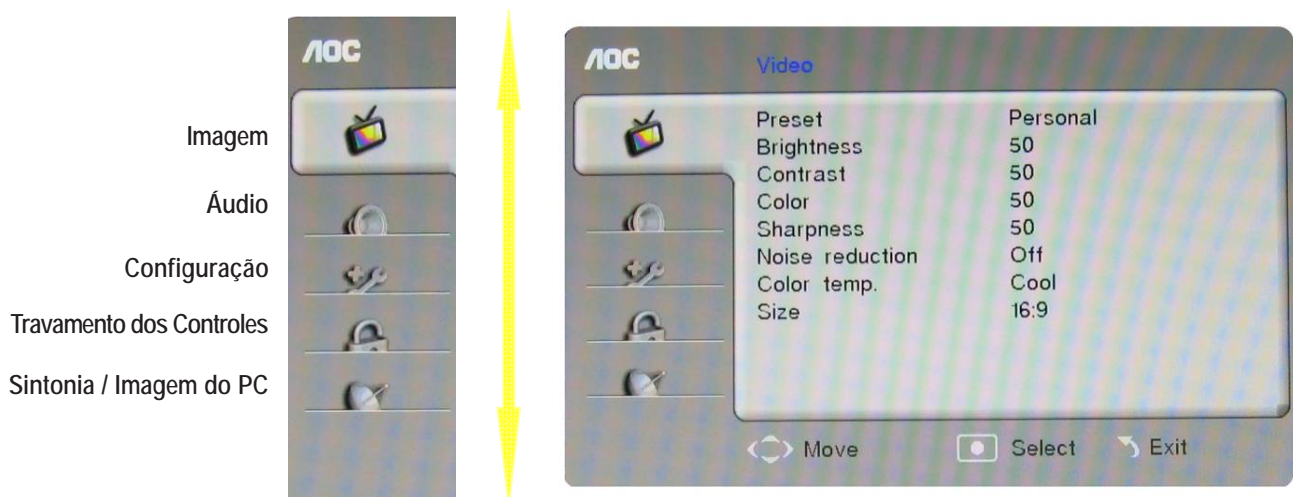 Imagem
Áudio
Configuração
Travamento dos Controles
Sintonia / Imagem do PC
AOC
AOC
Video
Preset Personal
Brightness 50
Contrast 50
Color 50
Sharpness 50
Noise reduction Off
Color temp. Cool
Size 16:9
Move Select Exit